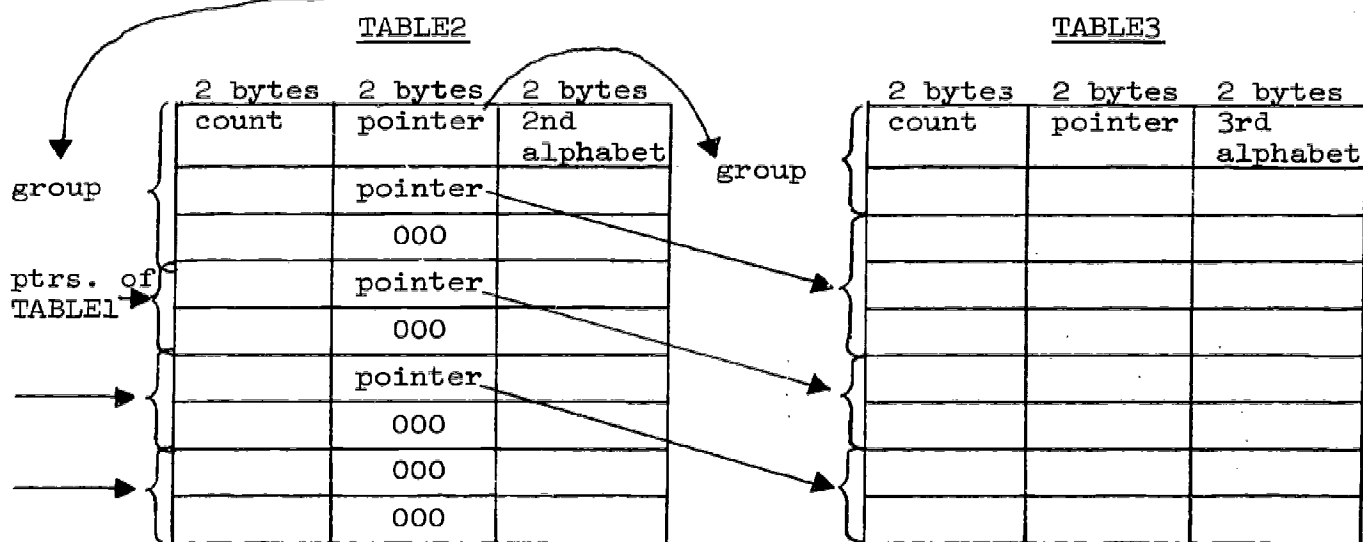 TABLE2 TABLE3
2 bytes 2 bytes 2 bytes 2 bytes 2 bytes 2 bytes
count pointer 2nd alphabet count pointer 3rd alphabet
group pointer group
000
ptrs. of TABLE1 pointer
000
pointer
000
000
000